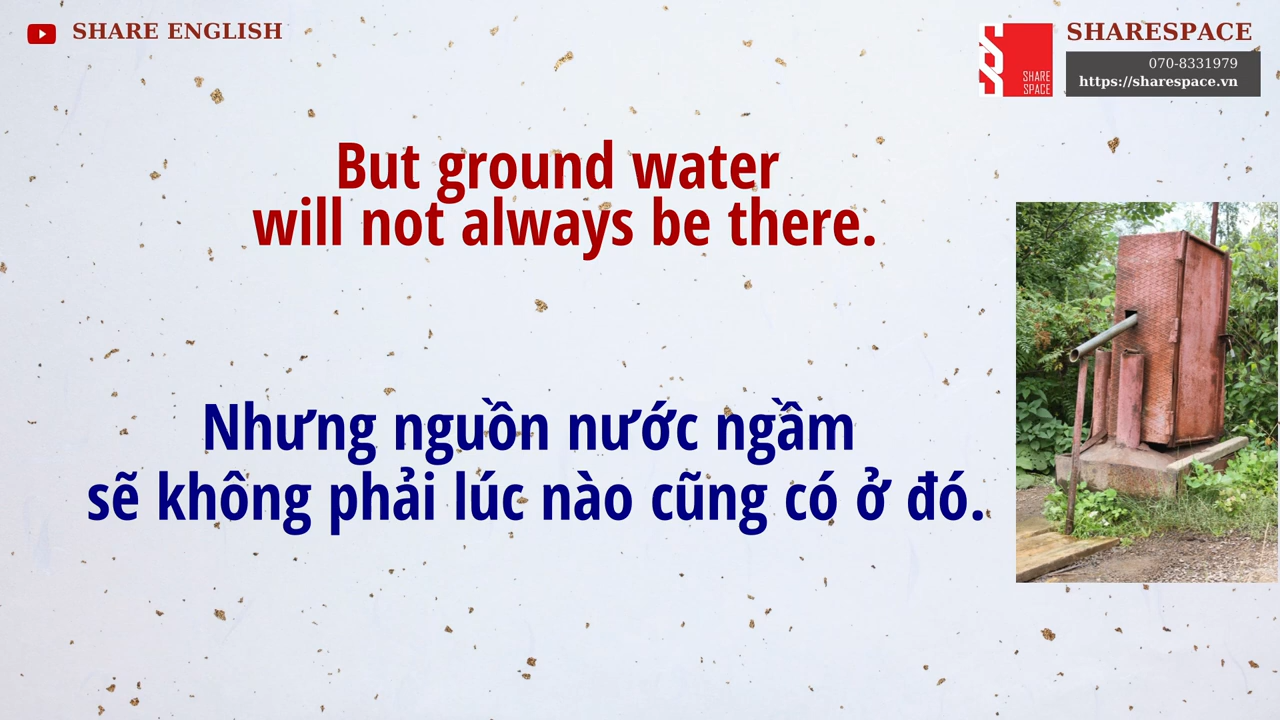 SHARE ENGLISH
SHARESPACE
070-8331979
https://sharespace.vn
SHARE
SPACE
But ground water
will not always be there.
Nhưng nguồn nước ngầm
sẽ không phải lúc nào cũng có ở đó.